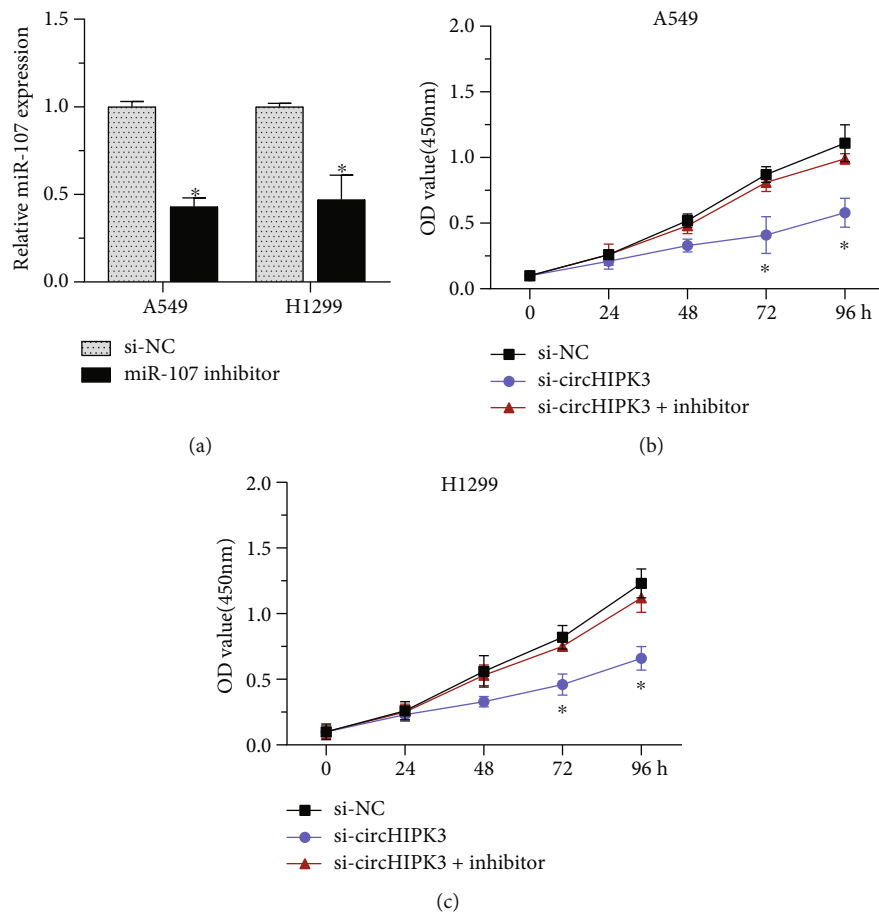 1.5
1.0
0.5
0.0
Relative miR-107 expression
*
*
A549
H1299
si-NC
miR-107 inhibitor
(a)
A549
2.0
1.5
1.0
0.5
0.0
OD value(450nm)
*
*
0 24 48 72 96 h
si-NC
si-circHIPK3
si-circHIPK3 + inhibitor
(b)
H1299
2.0
1.5
1.0
0.5
0.0
OD value(450nm)
*
*
0 24 48 72 96 h
si-NC
si-circHIPK3
si-circHIPK3 + inhibitor
(c)